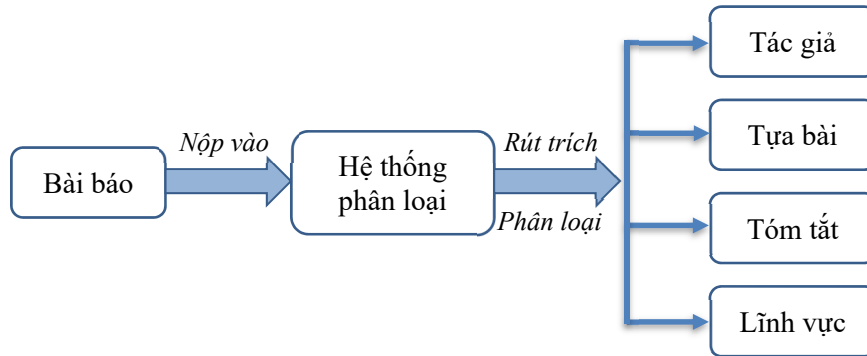 Bài báo
Nộp vào
Hệ thống
phân loại
Rút trích
Phân loại
Tác giả
Tựa bài
Tóm tắt
Lĩnh vực